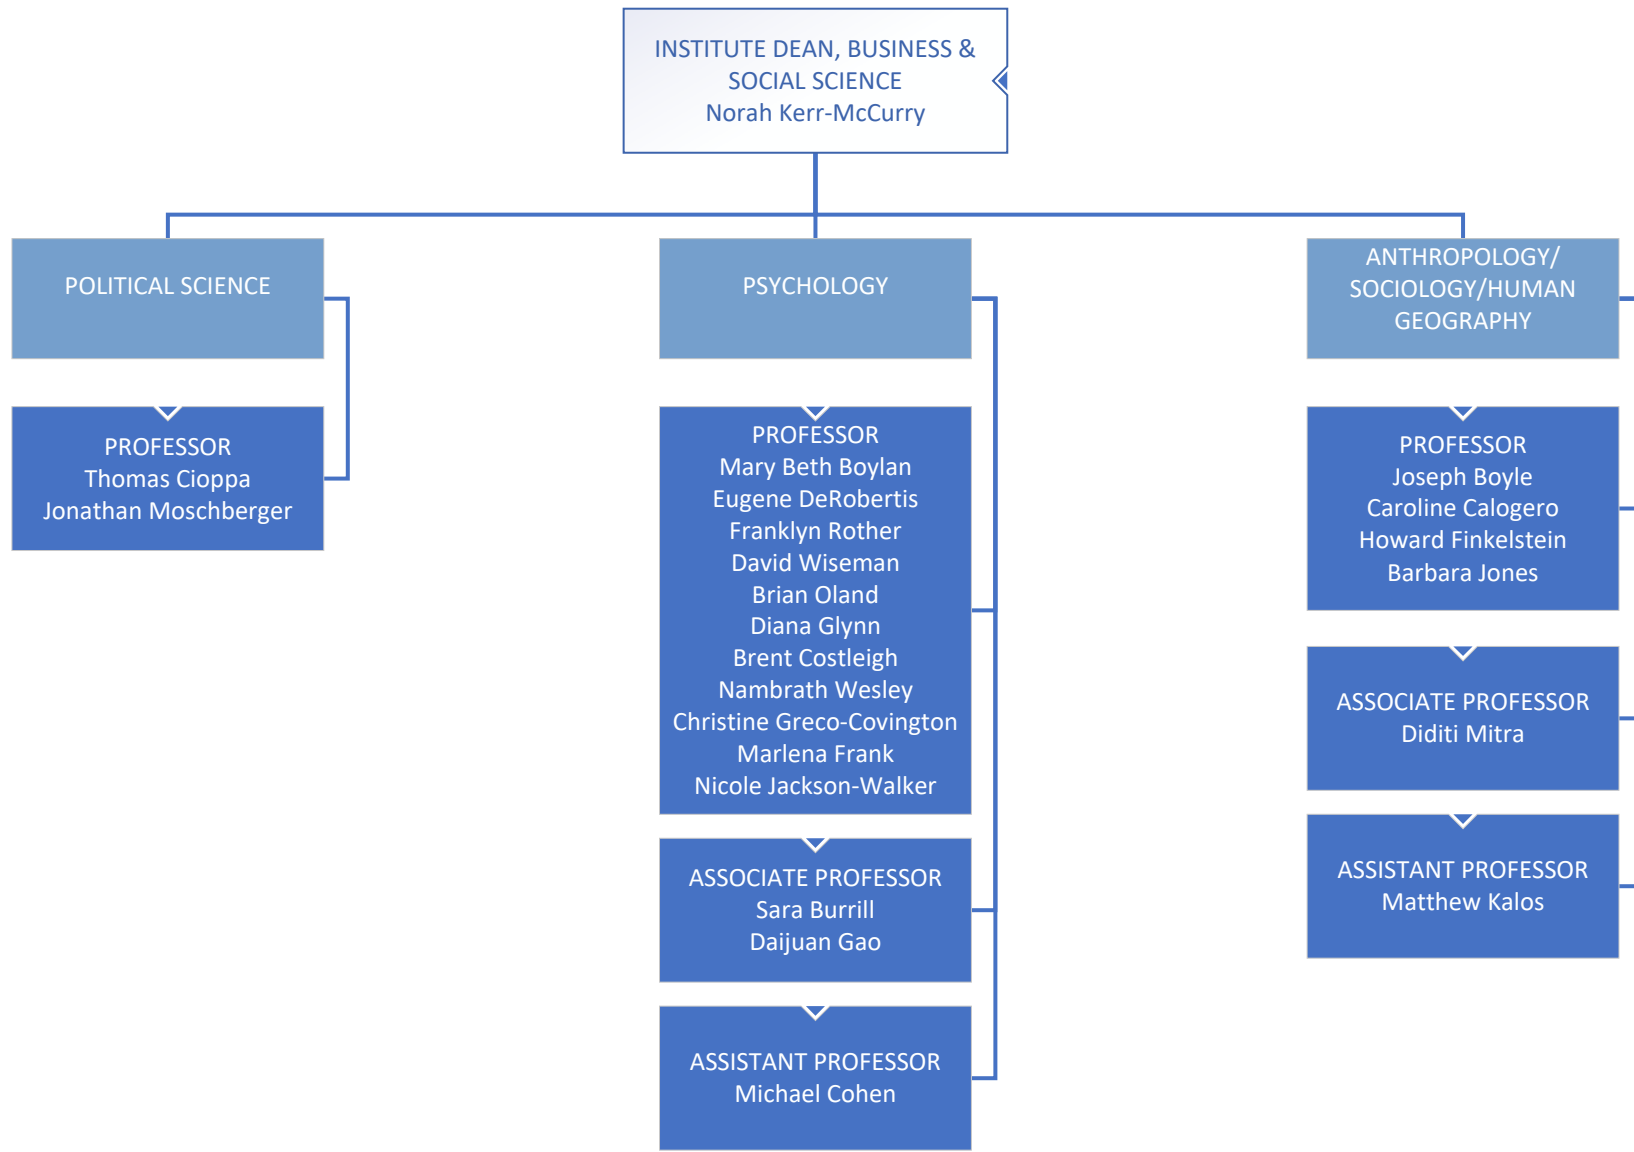 INSTITUTE DEAN, BUSINESS &
SOCIAL SCIENCE
Norah Kerr-McCurry
POLITICAL SCIENCE
PROFESSOR
Thomas Cioppa
Jonathan Moschberger
PSYCHOLOGY
PROFESSOR
Mary Beth Boylan
Eugene DeRobertis
Franklyn Rother
David Wiseman
Brian Oland
Diana Glynn
Brent Costleigh
Nambrath Wesley
Christine Greco-Covington
Marlena Frank
Nicole Jackson-Walker
ASSOCIATE PROFESSOR
Sara Burrill
Daijuan Gao
ASSISTANT PROFESSOR
Michael Cohen
ANTHROPOLOGY/
SOCIOLOGY/HUMAN
GEOGRAPHY
PROFESSOR
Joseph Boyle
Caroline Calogero
Howard Finkelstein
Barbara Jones
ASSOCIATE PROFESSOR
Diditi Mitra
ASSISTANT PROFESSOR
Matthew Kalos